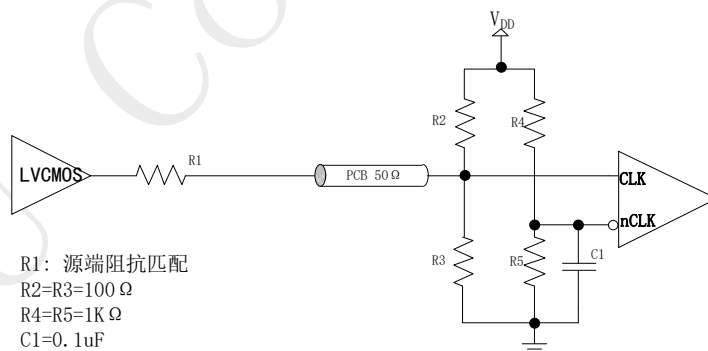 V_DD
R2
R4
R1
LVCMOS
PCB 50Ω
CLK
nCLK
R3
R5
C1
R1: 源端阻抗匹配
R2=R3=100Ω
R4=R5=1KΩ
C1=0.1uF